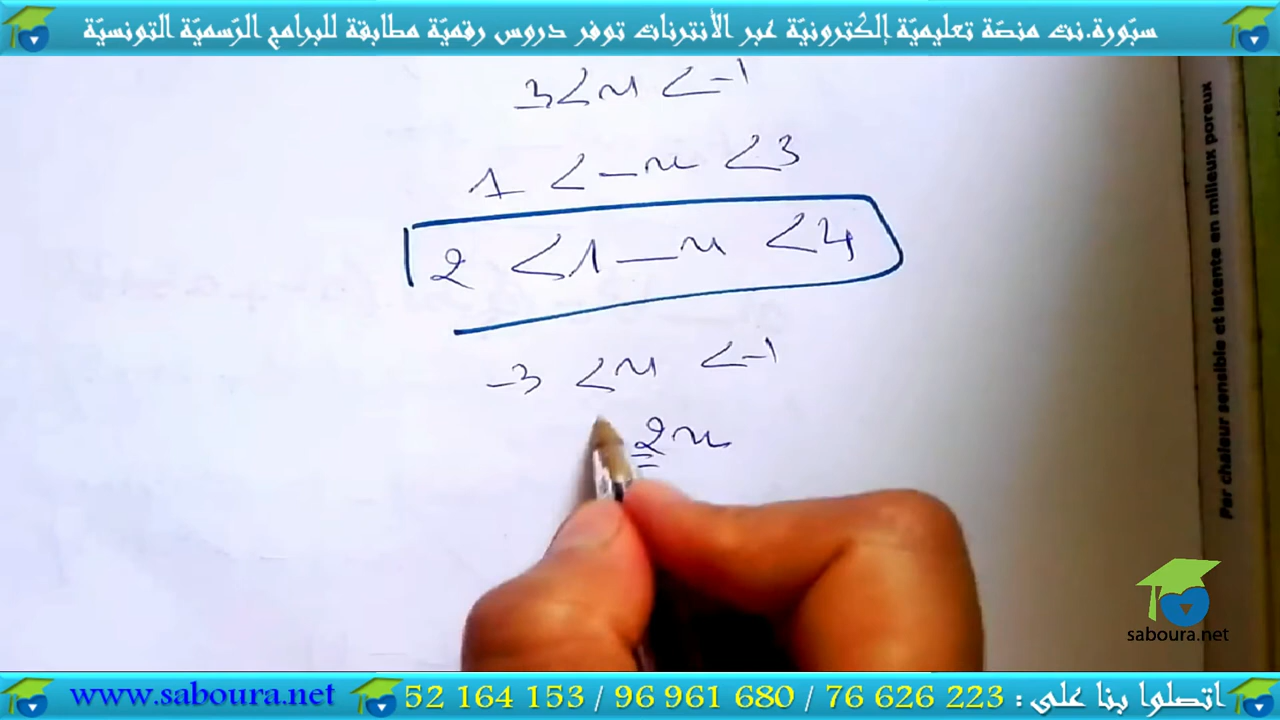 سبّورة.نت منصّة تعليميّة إلكترونيّة عبر الأنترنات توفر دروس رقميّة مطابقة للبرامج الرّسميّة التونسيّة
3<x<-1
1<-x<3
2<1-x<4
-3<x<-1
2x
Par chaleur sensible et latente en milieux poreux
saboura.net
www.saboura.net
اتصلوا بنا على : 52 164 153 / 96 961 680 / 76 626 223